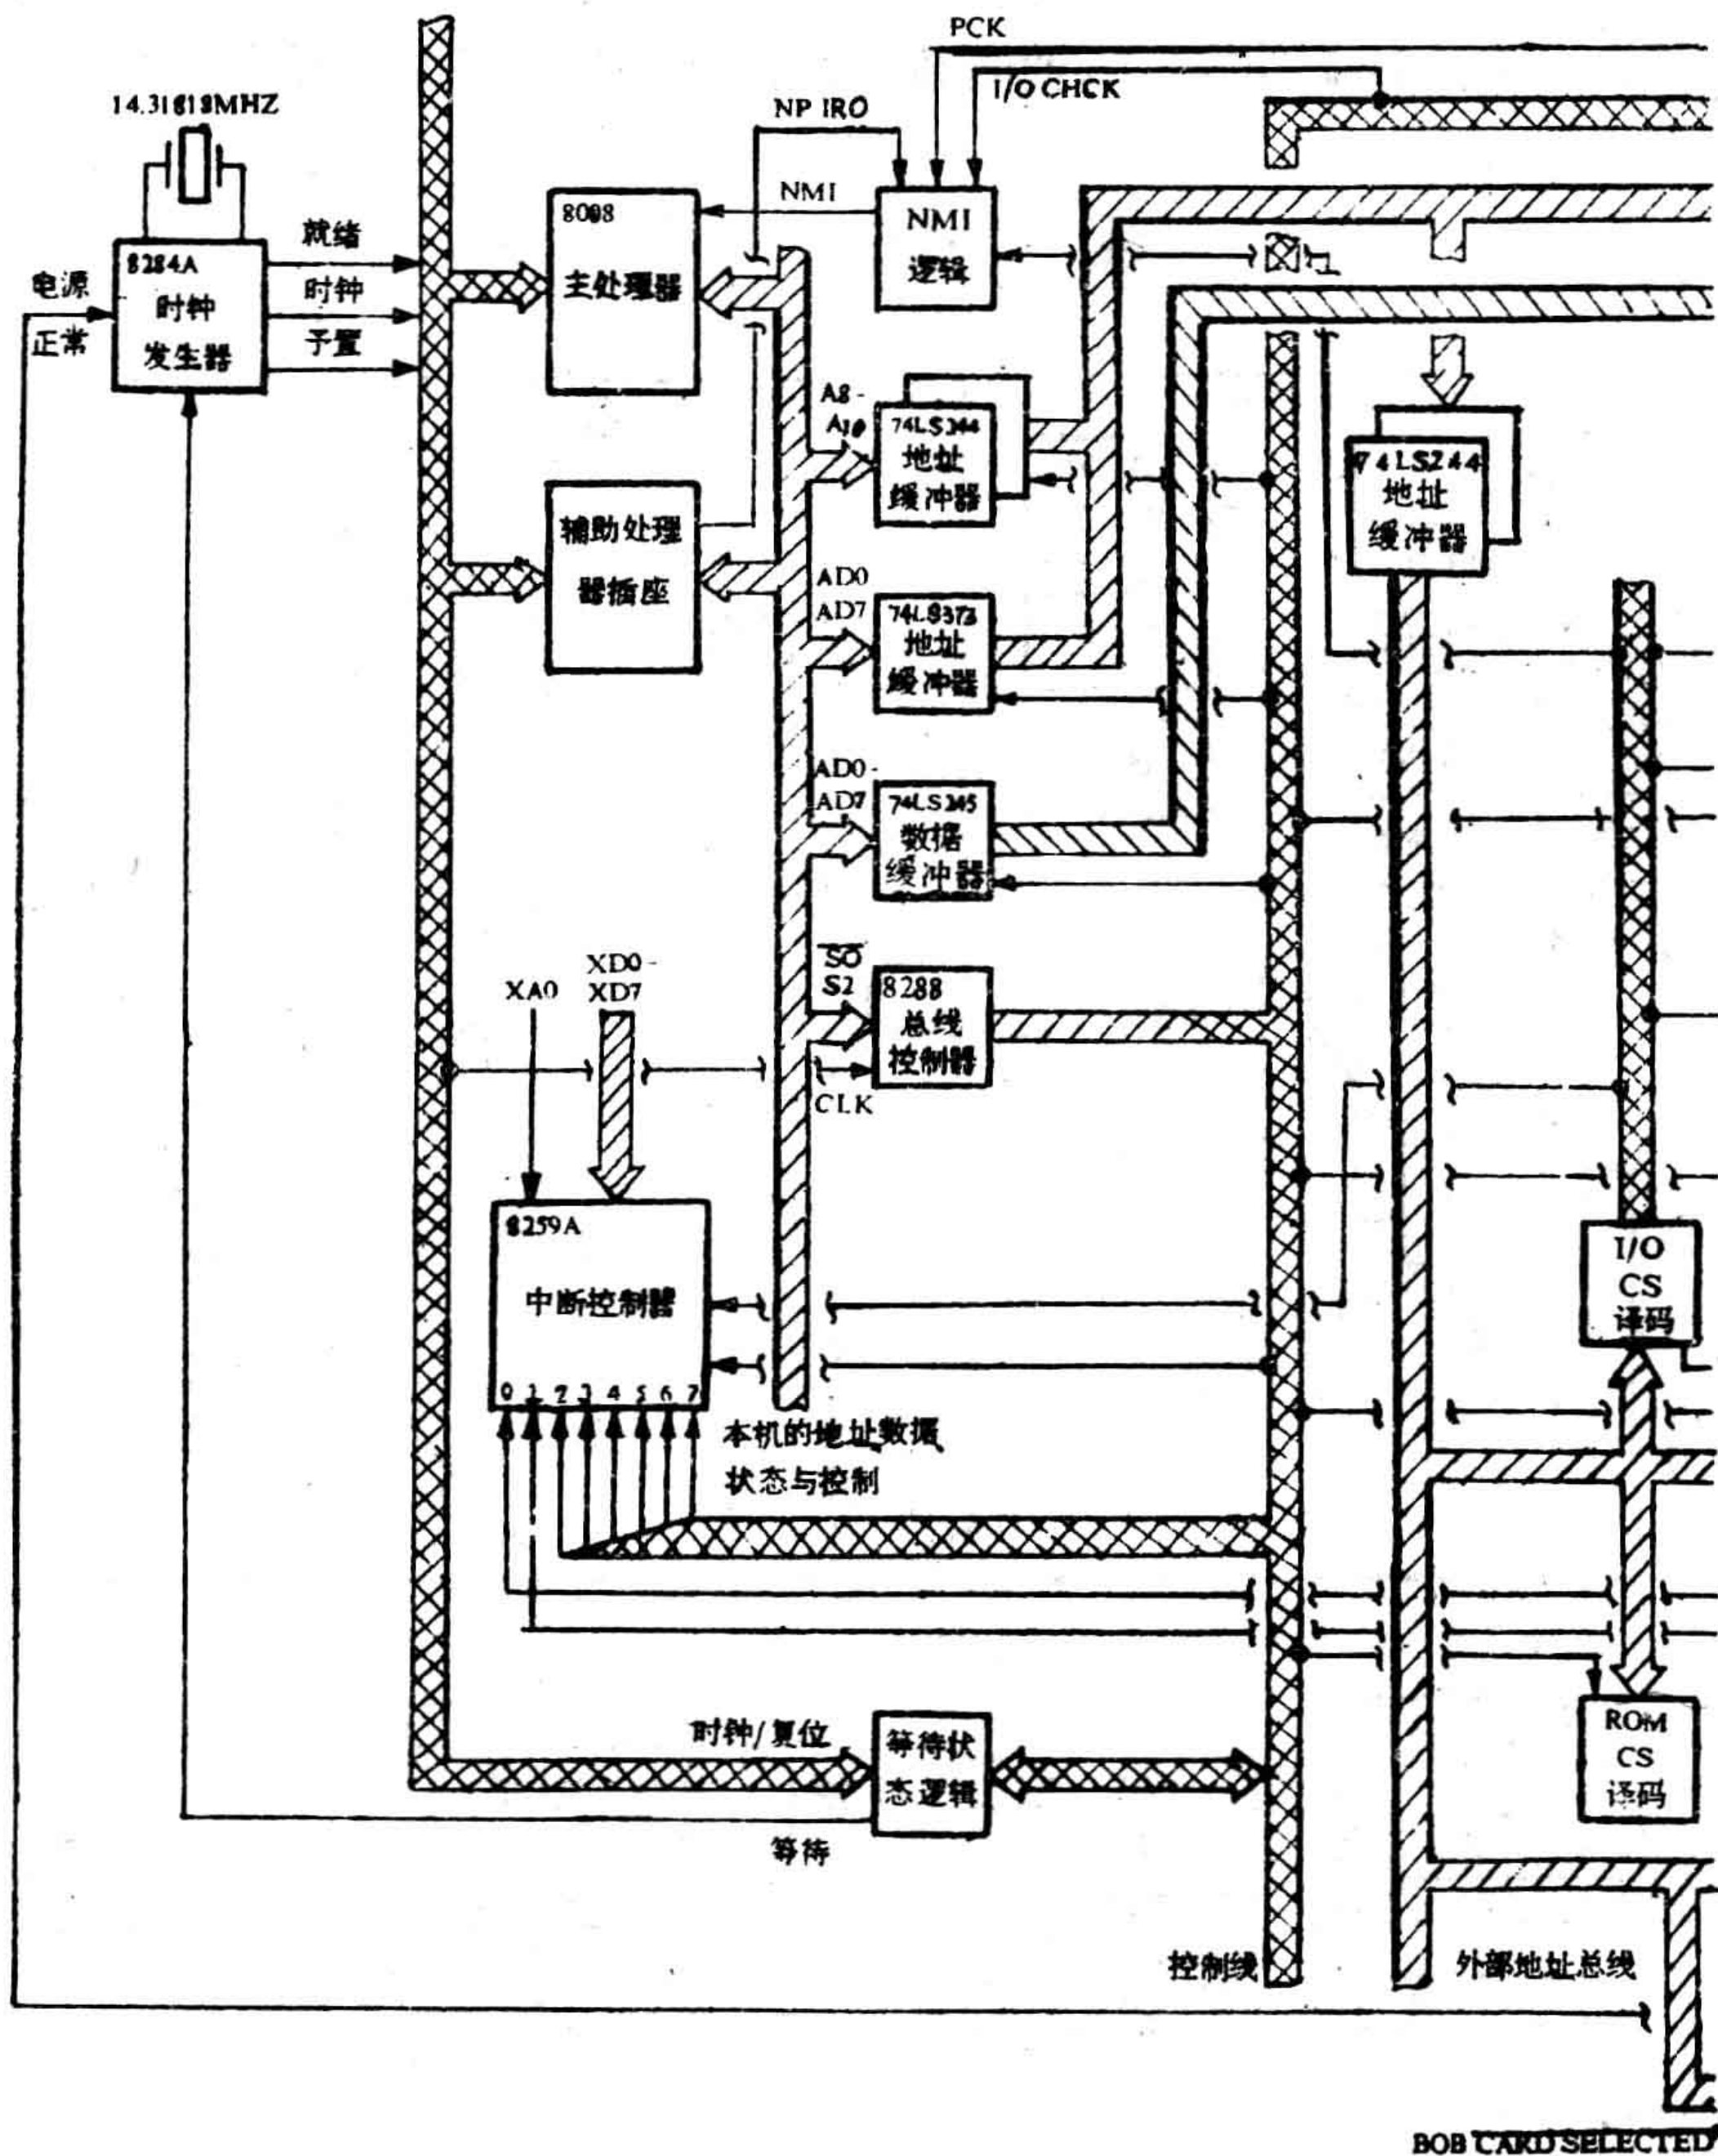 PCK
I/O CHCK
14.31818MHZ
NP IRO
NMI
8088
主处理器
NMI
逻辑
就绪
时钟
予置
8284A
时钟
发生器
电源
正常
A8-
A10
74LS244
地址
缓冲器
74LS244
地址
缓冲器
辅助处理
器插座
AD0
AD7
74LS373
地址
缓冲器
AD0-
AD7
74LS245
数据
缓冲器
S0
S2
8288
总线
控制器
CLK
XA0
XD0-
XD7
8259A
中断控制器
0 1 2 3 4 5 6 7
I/O
CS
译码
本机的地址数据
状态与控制
ROM
CS
译码
时钟/复位
等待状
态逻辑
等待
控制线
外部地址总线
BOB CARD SELECTED